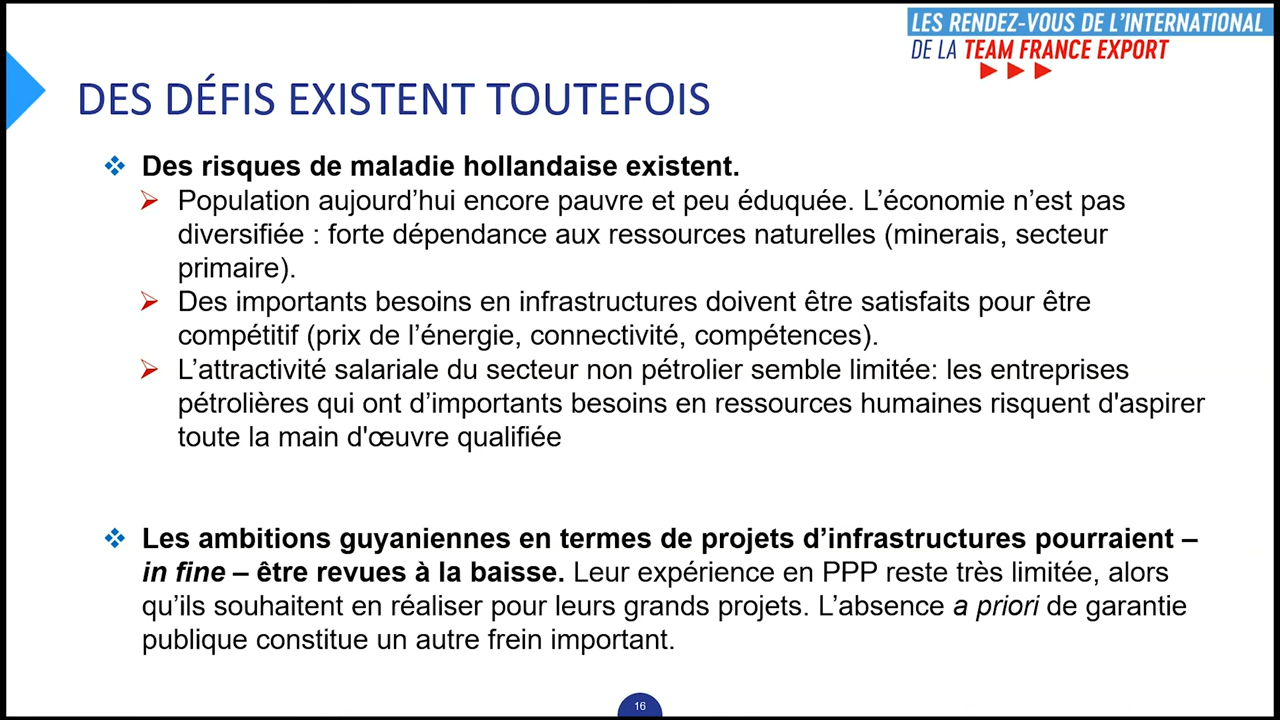 LES RENDEZ-VOUS DE L'INTERNATIONAL
DE LA TEAM FRANCE EXPORT
DES DÉFIS EXISTENT TOUTEFOIS
Des risques de maladie hollandaise existent.
Population aujourd’hui encore pauvre et peu éduquée. L’économie n’est pas
diversifiée : forte dépendance aux ressources naturelles (minerais, secteur
primaire).
Des importants besoins en infrastructures doivent être satisfaits pour être
compétitif (prix de l’énergie, connectivité, compétences).
L’attractivité salariale du secteur non pétrolier semble limitée: les entreprises
pétrolières qui ont d’importants besoins en ressources humaines risquent d'aspirer
toute la main d'œuvre qualifiée
Les ambitions guyaniennes en termes de projets d’infrastructures pourraient –
in fine – être revues à la baisse. Leur expérience en PPP reste très limitée, alors
qu’ils souhaitent en réaliser pour leurs grands projets. L’absence a priori de garantie
publique constitue un autre frein important.
16